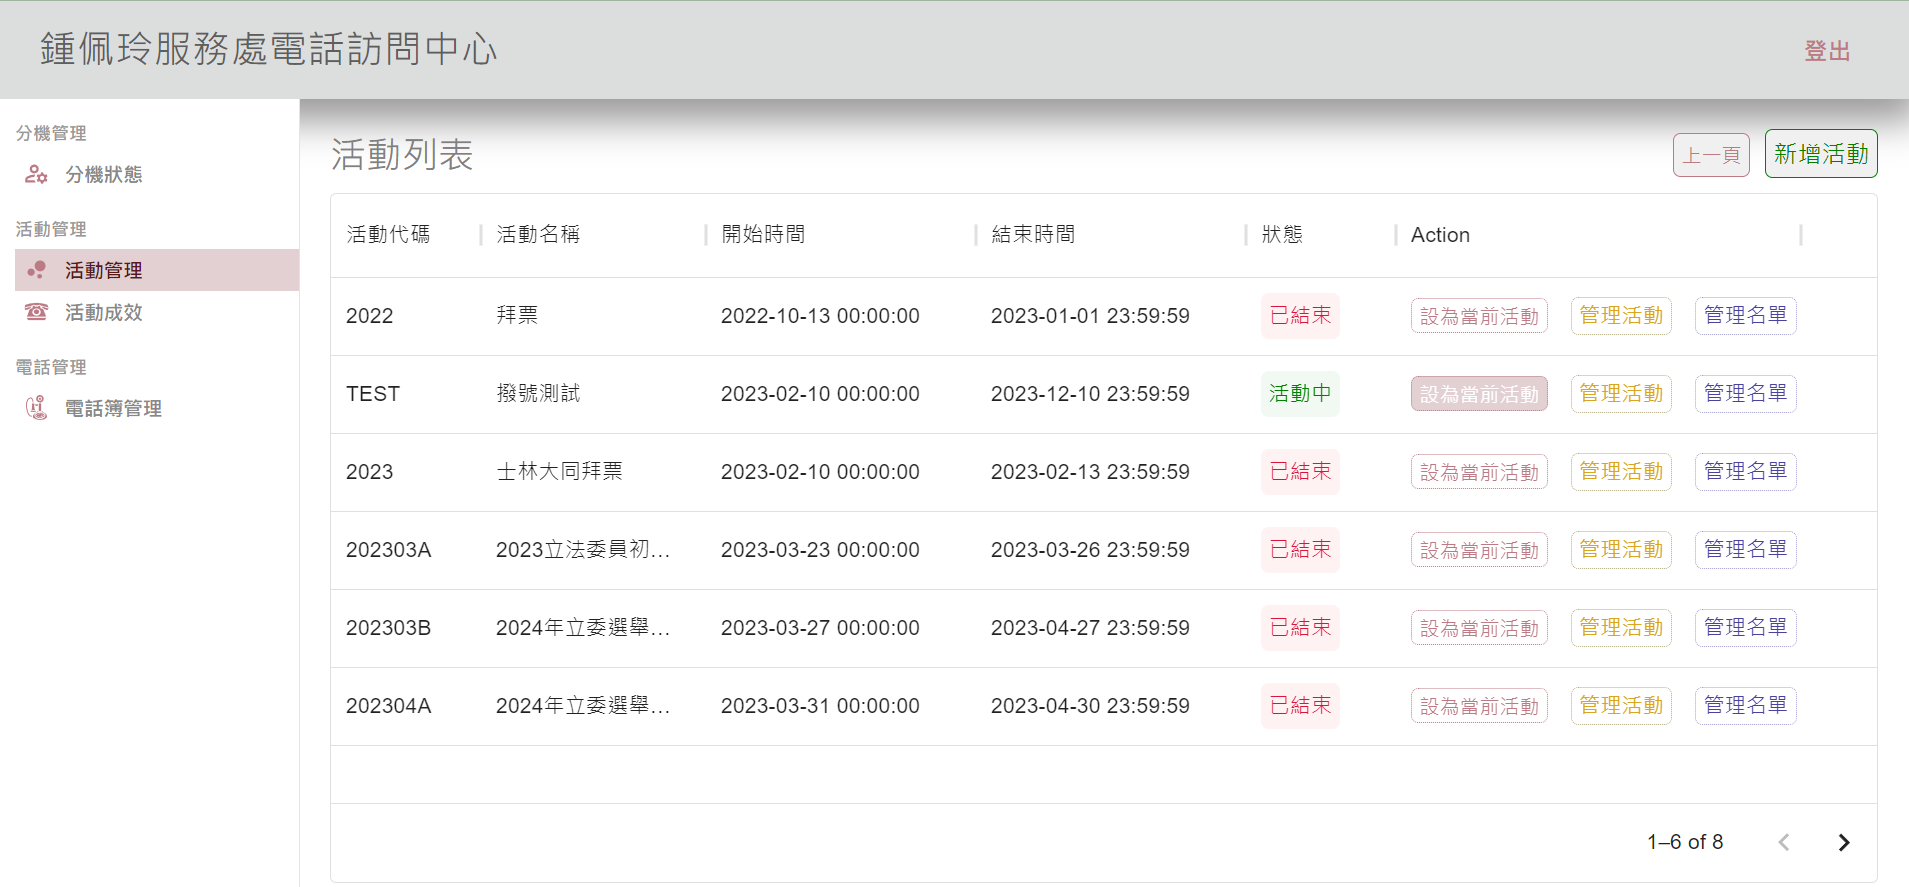 鍾佩玲服務處電話訪問中心 登出
分機管理
分機狀態
活動管理
活動管理
活動成效
電話管理
電話簿管理
活動列表 上一頁 新增活動
活動代碼 活動名稱 開始時間 結束時間 狀態 Action
2022 拜票 2022-10-13 00:00:00 2023-01-01 23:59:59 已結束 設為當前活動 管理活動 管理名單
TEST 撥號測試 2023-02-10 00:00:00 2023-12-10 23:59:59 活動中 設為當前活動 管理活動 管理名單
2023 士林大同拜票 2023-02-10 00:00:00 2023-02-13 23:59:59 已結束 設為當前活動 管理活動 管理名單
202303A 2023立法委員初... 2023-03-23 00:00:00 2023-03-26 23:59:59 已結束 設為當前活動 管理活動 管理名單
202303B 2024年立委選舉... 2023-03-27 00:00:00 2023-04-27 23:59:59 已結束 設為當前活動 管理活動 管理名單
202304A 2024年立委選舉... 2023-03-31 00:00:00 2023-04-30 23:59:59 已結束 設為當前活動 管理活動 管理名單
1–6 of 8